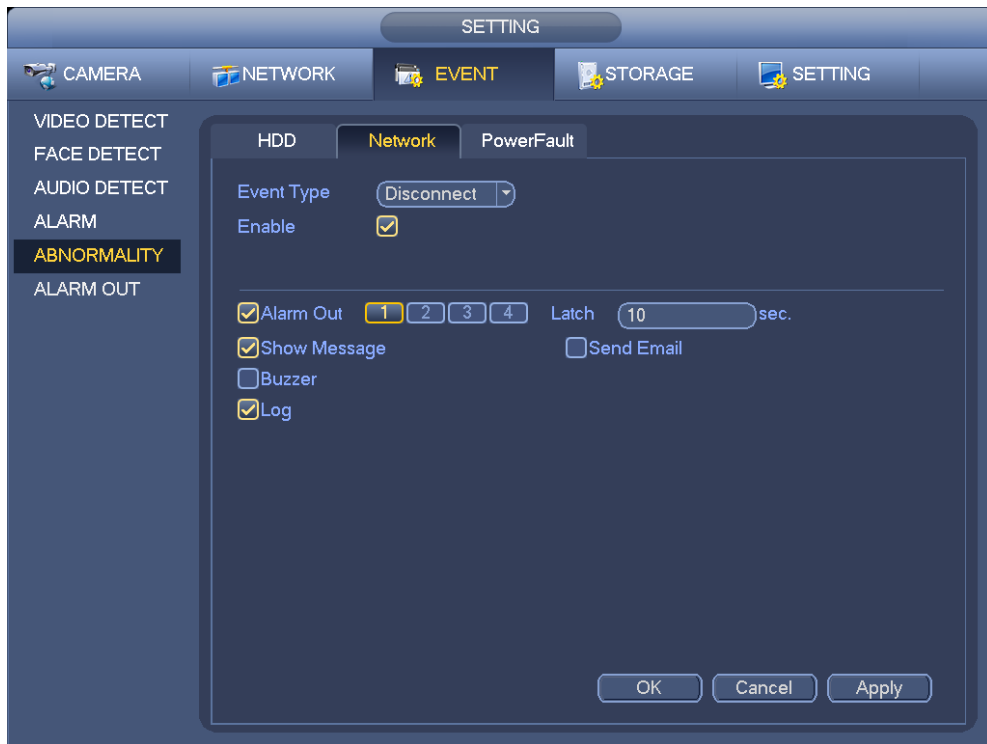 SETTING
CAMERA NETWORK EVENT STORAGE SETTING
VIDEO DETECT
FACE DETECT
AUDIO DETECT
ALARM
ABNORMALITY
ALARM OUT
HDD Network PowerFault
Event Type Disconnect
Enable
Alarm Out 1 2 3 4 Latch 10 sec.
Show Message Send Email
Buzzer
Log
OK Cancel Apply